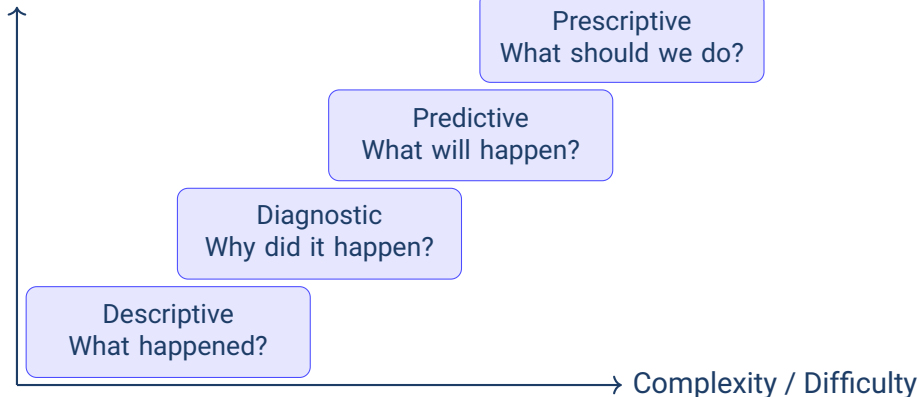 Prescriptive
What should we do?
Predictive
What will happen?
Diagnostic
Why did it happen?
Descriptive
What happened?
Complexity / Difficulty